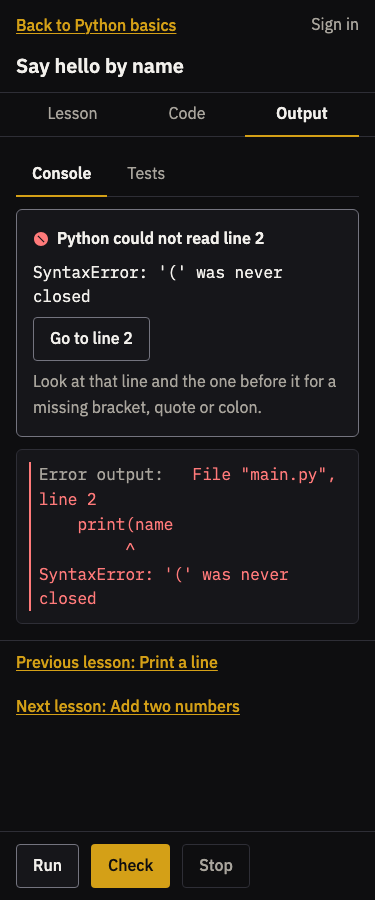 Back to Python basics
Sign in
Say hello by name
Lesson
Code
Output
Console
Tests
Python could not read line 2
SyntaxError: '(' was never
closed
Go to line 2
Look at that line and the one before it for a
missing bracket, quote or colon.
Error output:   File "main.py",
line 2
    print(name
         ^
SyntaxError: '(' was never
closed
Previous lesson: Print a line
Next lesson: Add two numbers
Run
Check
Stop